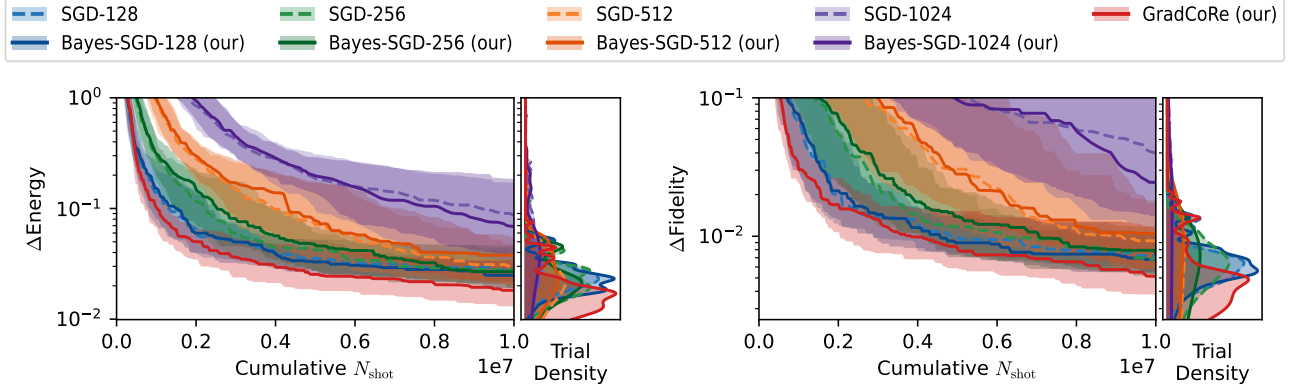 SGD-128 SGD-256 SGD-512 SGD-1024 GradCoRe (our)
Bayes-SGD-128 (our) Bayes-SGD-256 (our) Bayes-SGD-512 (our) Bayes-SGD-1024 (our)
ΔEnergy
10⁰
10⁻¹
10⁻²
0.0 0.2 0.4 0.6 0.8 1.0
1e7
Cumulative N_shot
Trial
Density
ΔFidelity
10⁻¹
10⁻²
0.0 0.2 0.4 0.6 0.8 1.0
1e7
Cumulative N_shot
Trial
Density